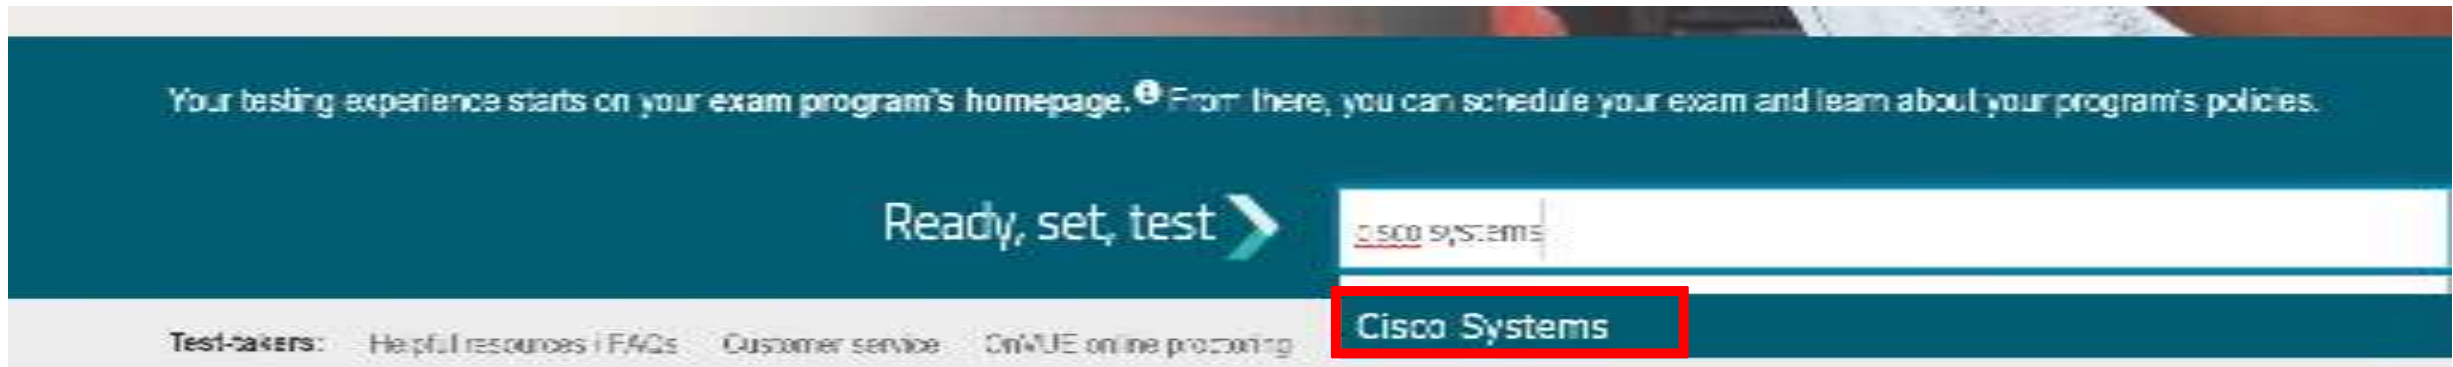 Your testing experience starts on your exam program's homepage. From there, you can schedule your exam and learn about your program's policies.
Ready, set, test
cisco systems
Cisco Systems
Test-takers: Helpful resources | FAQs Customer service OnVUE online proctoring